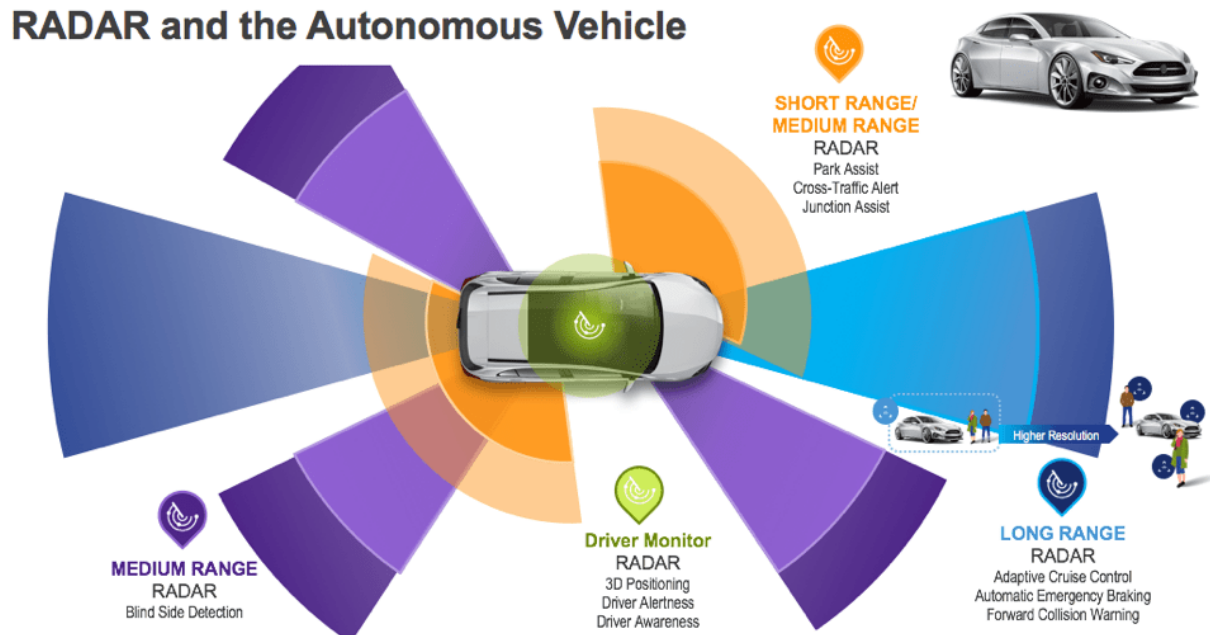 RADAR and the Autonomous Vehicle
SHORT RANGE/
MEDIUM RANGE
RADAR
Park Assist
Cross-Traffic Alert
Junction Assist
Higher Resolution
MEDIUM RANGE
RADAR
Blind Side Detection
Driver Monitor
RADAR
3D Positioning
Driver Alertness
Driver Awareness
LONG RANGE
RADAR
Adaptive Cruise Control
Automatic Emergency Braking
Forward Collision Warning